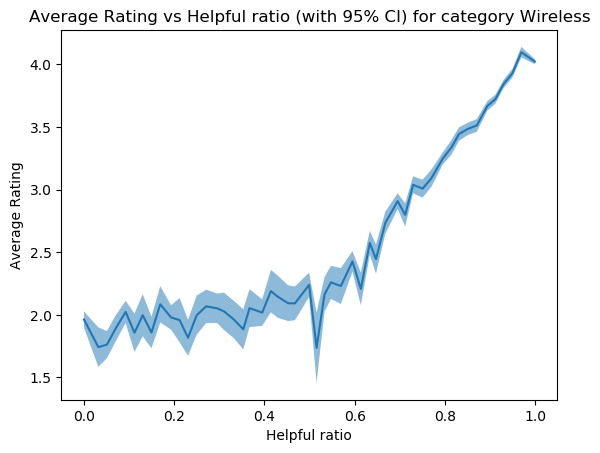 Average Rating vs Helpful ratio (with 95% CI) for category Wireless
4.0
3.5
3.0
2.5
2.0
1.5
Average Rating
0.0 0.2 0.4 0.6 0.8 1.0
Helpful ratio